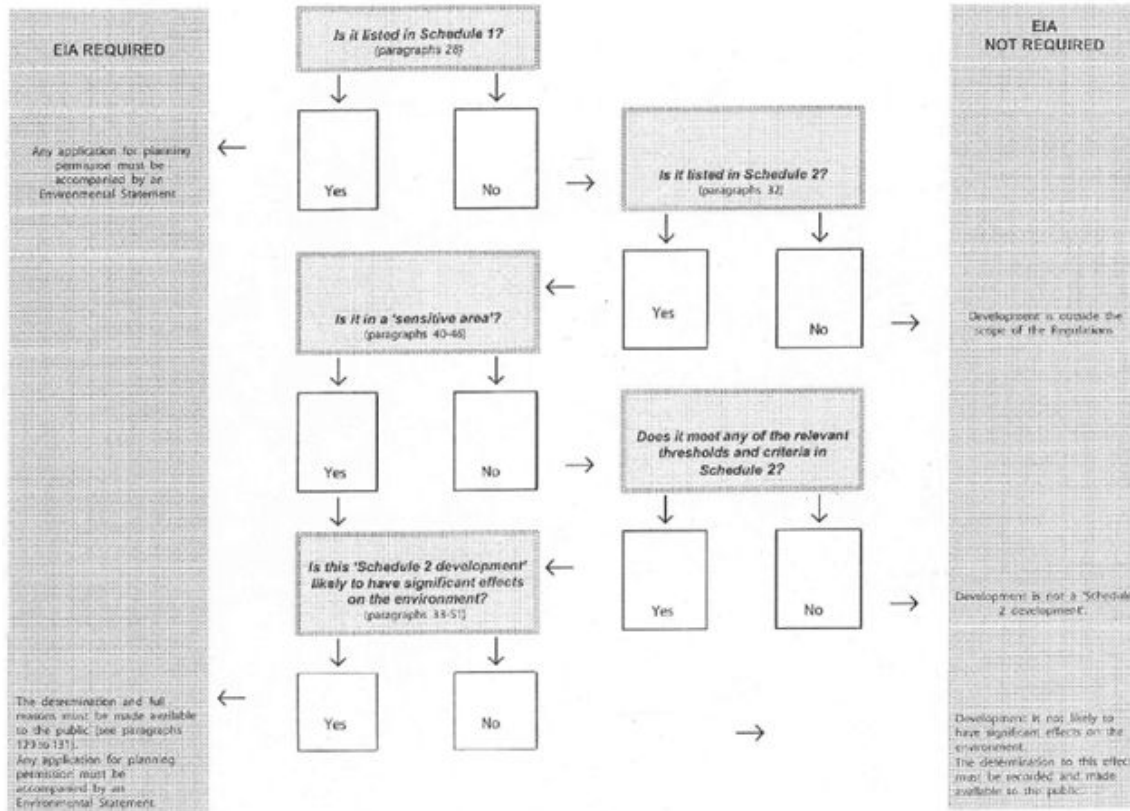 EIA REQUIRED
Is it listed in Schedule 1?
(paragraphs 28)
EIA
NOT REQUIRED
Any application for planning
permission must be
accompanied by an
Environmental Statement
Yes
No
Is it listed in Schedule 2?
(paragraphs 32)
Is it in a 'sensitive area'?
(paragraphs 40-46)
Yes
No
Development is outside the
scope of the Regulations
Yes
No
Does it meet any of the relevant
thresholds and criteria in
Schedule 2?
Is this 'Schedule 2 development'
likely to have significant effects
on the environment?
(paragraphs 33-51)
Yes
No
Development is not a 'Schedule
2 development'.
The determination and full
reasons must be made available
to the public (see paragraphs
129 to 131).
Any application for planning
permission must be
accompanied by an
Environmental Statement
Yes
No
Development is not likely to
have significant effects on the
environment.
The determination to this effect
must be recorded and made
available to the public.